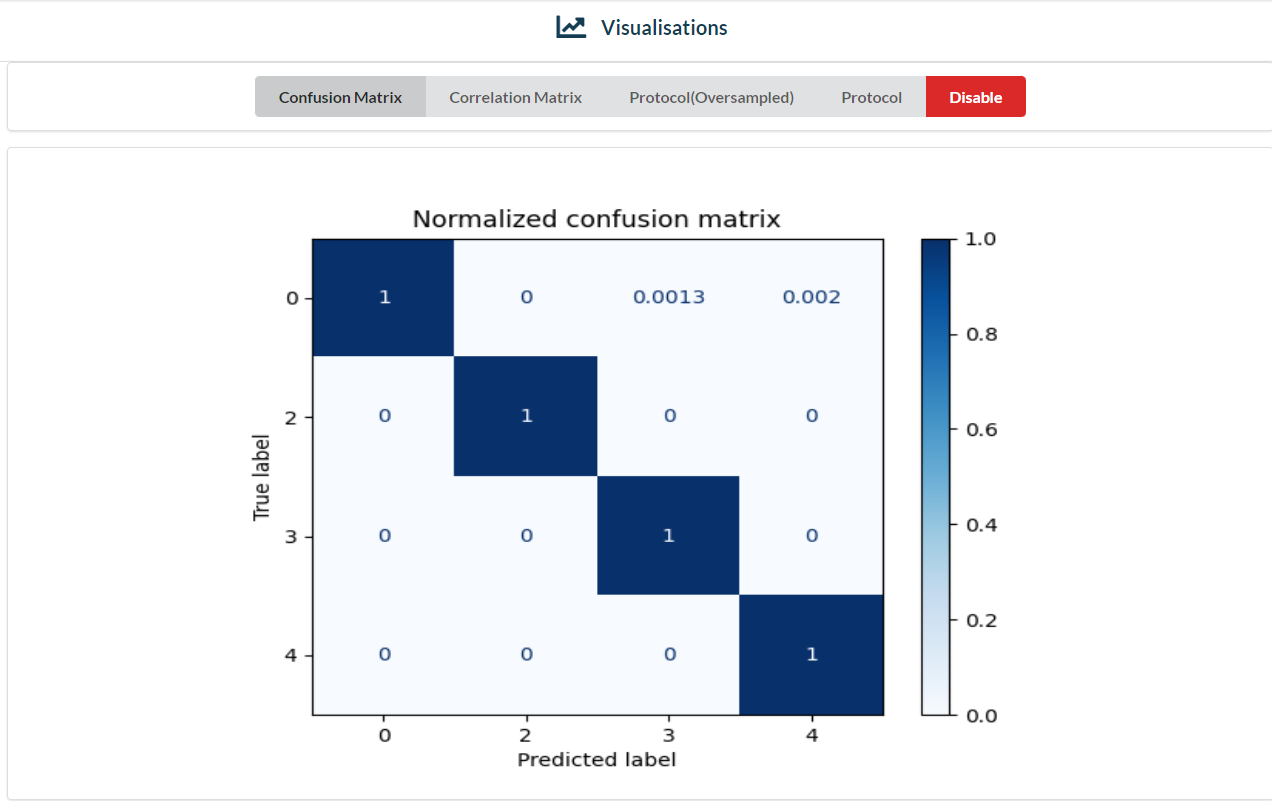 Visualisations
Confusion Matrix Correlation Matrix Protocol(Oversampled) Protocol Disable
Normalized confusion matrix
1.0
0 1 0 0.0013 0.002
0.8
2 0 1 0 0
0.6
True label
0.4
3 0 0 1 0
0.2
4 0 0 0 1
0.0
0 2 3 4
Predicted label